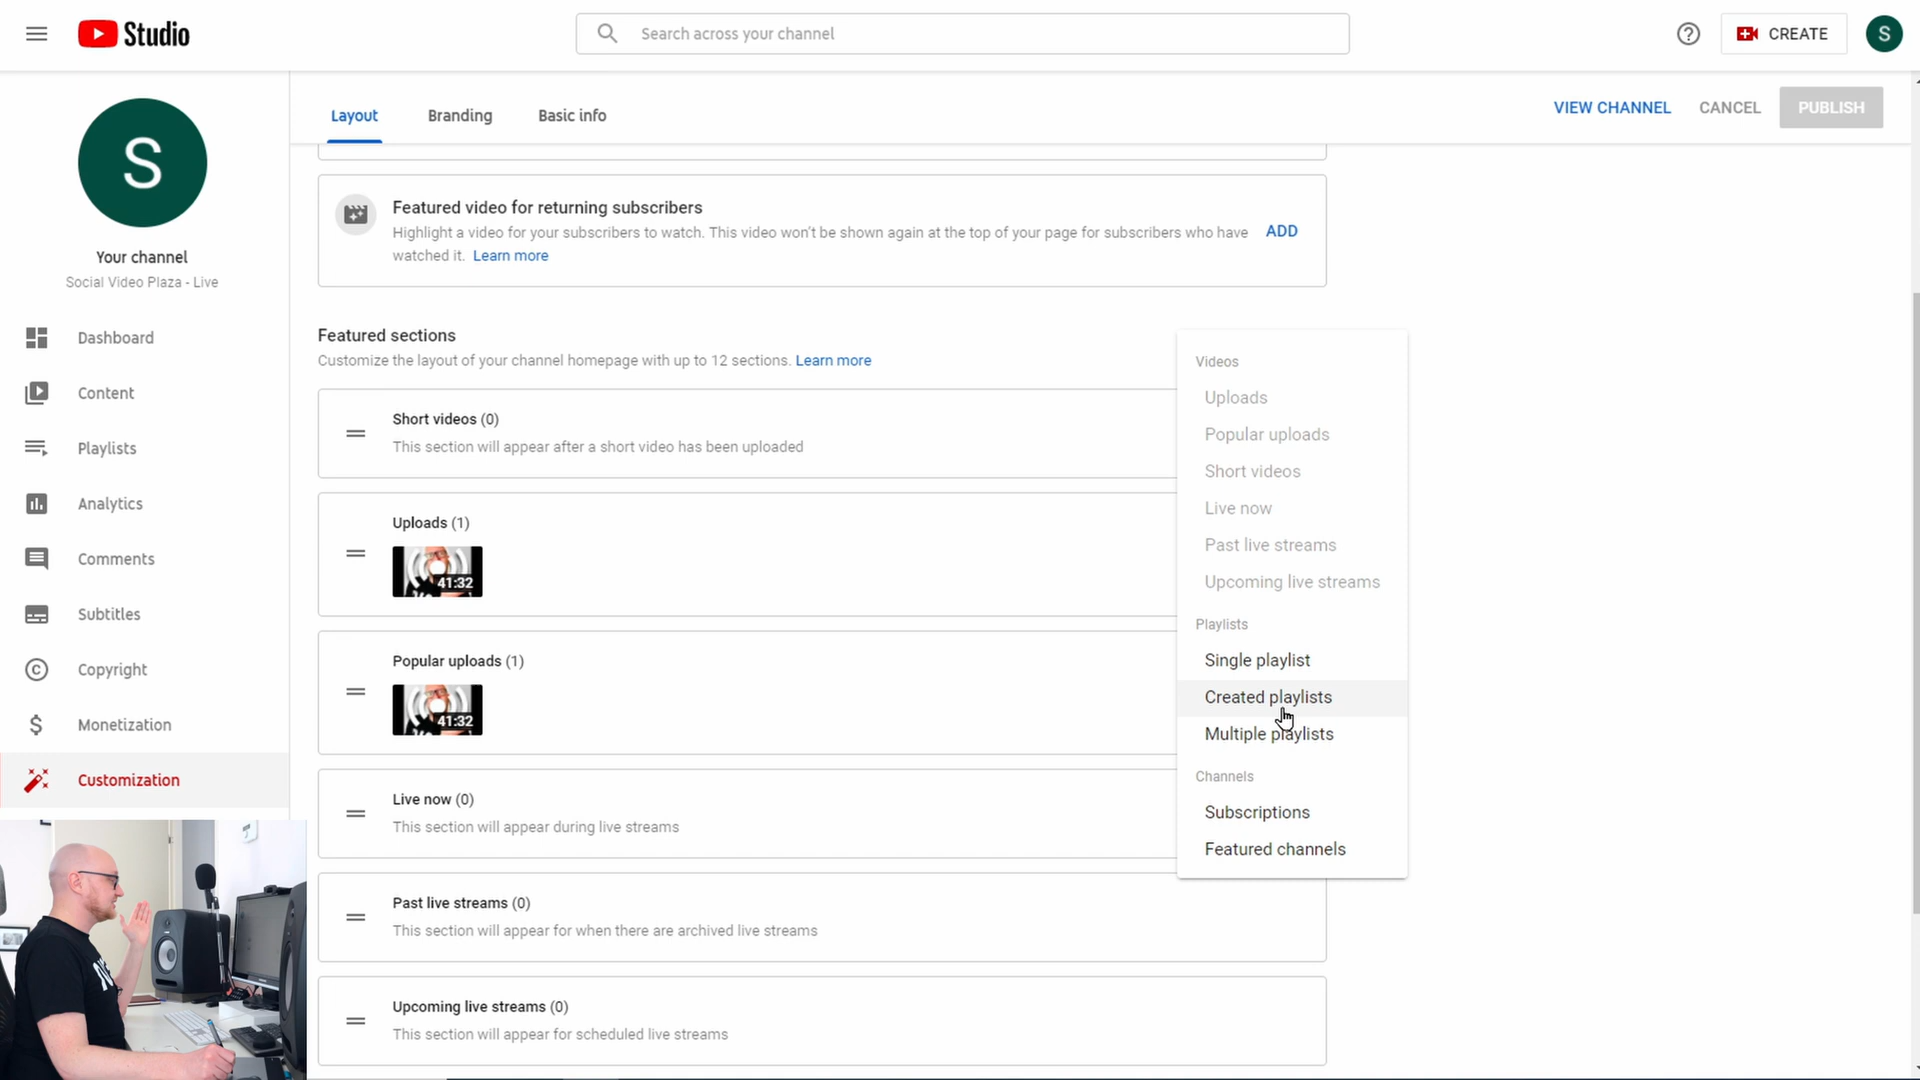 Studio
Search across your channel
CREATE
S
S
Your channel
Social Video Plaza - Live
Dashboard
Content
Playlists
Analytics
Comments
Subtitles
Copyright
Monetization
Customization
Layout
Branding
Basic info
VIEW CHANNEL
CANCEL
PUBLISH
Featured video for returning subscribers
Highlight a video for your subscribers to watch. This video won't be shown again at the top of your page for subscribers who have
watched it. Learn more
ADD
Featured sections
Customize the layout of your channel homepage with up to 12 sections. Learn more
Short videos (0)
This section will appear after a short video has been uploaded
Uploads (1)
41:32
Popular uploads (1)
41:32
Live now (0)
This section will appear during live streams
Past live streams (0)
This section will appear for when there are archived live streams
Upcoming live streams (0)
This section will appear for scheduled live streams
Videos
Uploads
Popular uploads
Short videos
Live now
Past live streams
Upcoming live streams
Playlists
Single playlist
Created playlists
Multiple playlists
Channels
Subscriptions
Featured channels